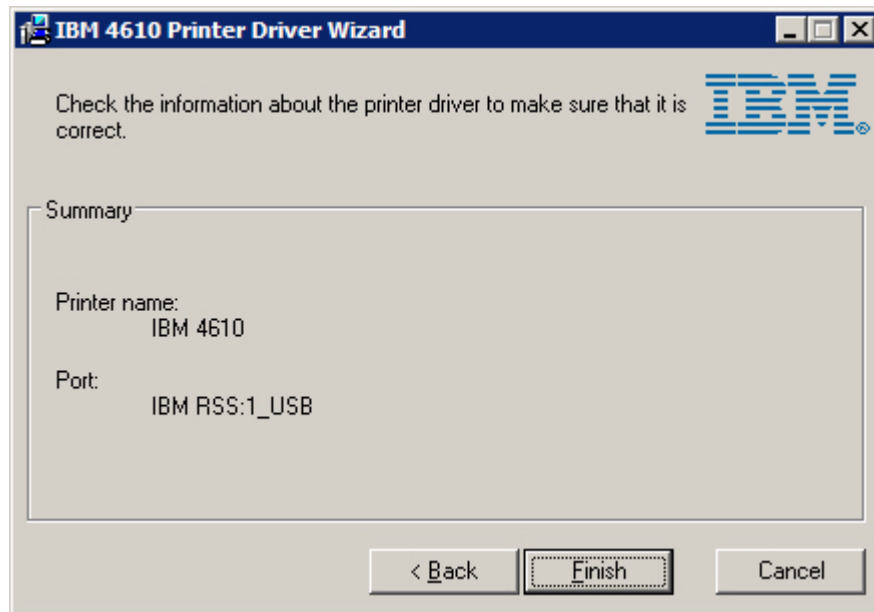 IBM 4610 Printer Driver Wizard
Check the information about the printer driver to make sure that it is
correct.
IBM®
Summary
Printer name:
IBM 4610
Port:
IBM RSS:1_USB
< Back
Finish
Cancel